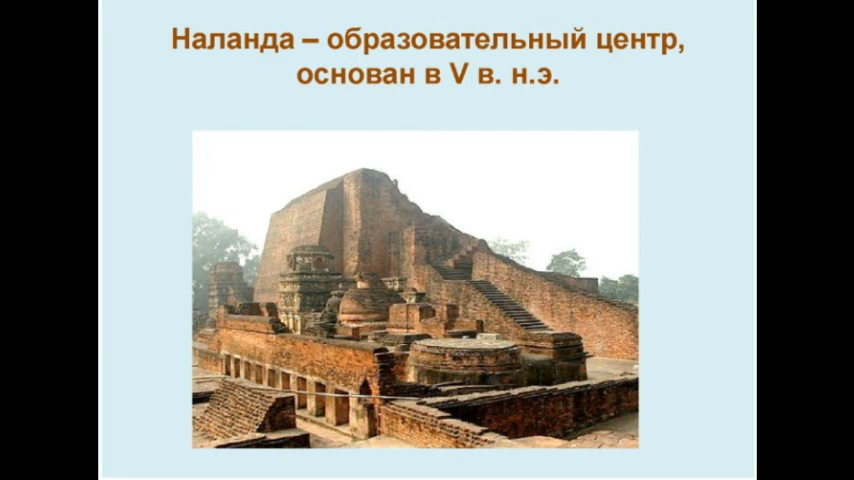 Наланда – образовательный центр,
основан в V в. н.э.